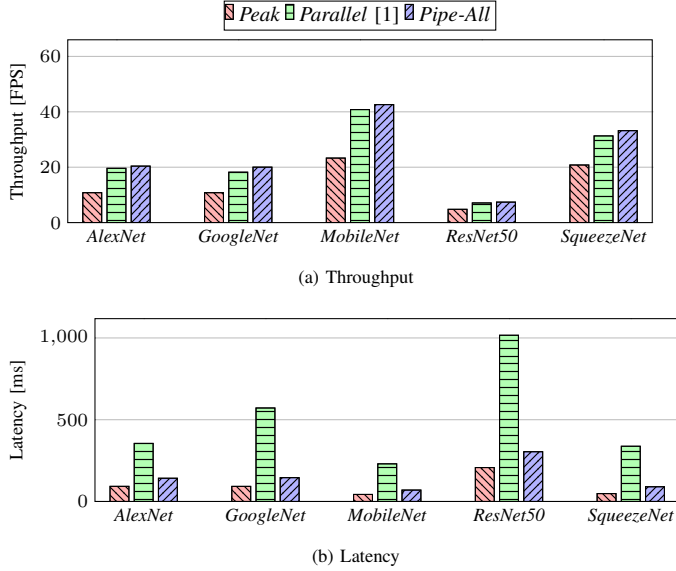 Peak Parallel [1] Pipe-All
Throughput [FPS]
60
40
20
0
AlexNet GoogleNet MobileNet ResNet50 SqueezeNet
(a) Throughput
Latency [ms]
1,000
500
0
AlexNet GoogleNet MobileNet ResNet50 SqueezeNet
(b) Latency